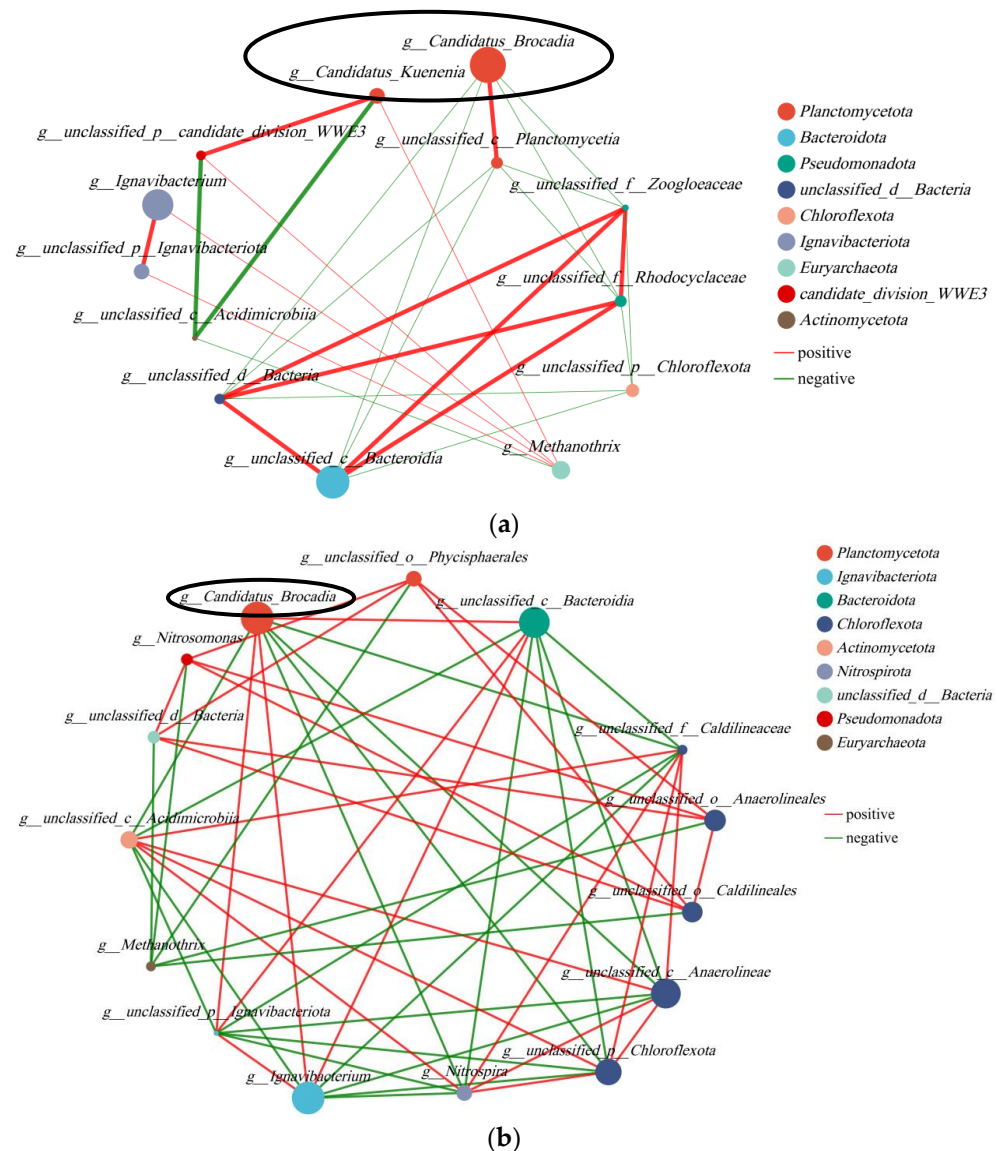 g__Candidatus_Brocadia
g__Candidatus_Kuenenia
g__unclassified_p__candidate_division_WWE3
g__unclassified_c__Planctomycetia
g__Ignavibacterium
g__unclassified_f__Zoogloeaceae
g__unclassified_p__Ignavibacteriota
g__unclassified_f__Rhodocyclaceae
g__unclassified_c__Acidimicrobiia
g__unclassified_d__Bacteria
g__unclassified_p__Chloroflexota
g__unclassified_c__Bacteroidia
g__Methanothrix
Planctomycetota
Bacteroidota
Pseudomonadota
unclassified_d__Bacteria
Chloroflexota
Ignavibacteriota
Euryarchaeota
candidate_division_WWE3
Actinomycetota
positive
negative
(a)
g__unclassified_o__Phycisphaerales
g__Candidatus_Brocadia
g__unclassified_c__Bacteroidia
g__Nitrosomonas
g__unclassified_d__Bacteria
g__unclassified_f__Caldilineaceae
g__unclassified_o__Anaerolineales
g__unclassified_c__Acidimicrobiia
g__unclassified_o__Caldilineales
g__Methanothrix
g__unclassified_c__Anaerolineae
g__unclassified_p__Ignavibacteriota
g__unclassified_p__Chloroflexota
g__Ignavibacterium
g__Nitrospira
Planctomycetota
Ignavibacteriota
Bacteroidota
Chloroflexota
Actinomycetota
Nitrospirota
unclassified_d__Bacteria
Pseudomonadota
Euryarchaeota
positive
negative
(b)